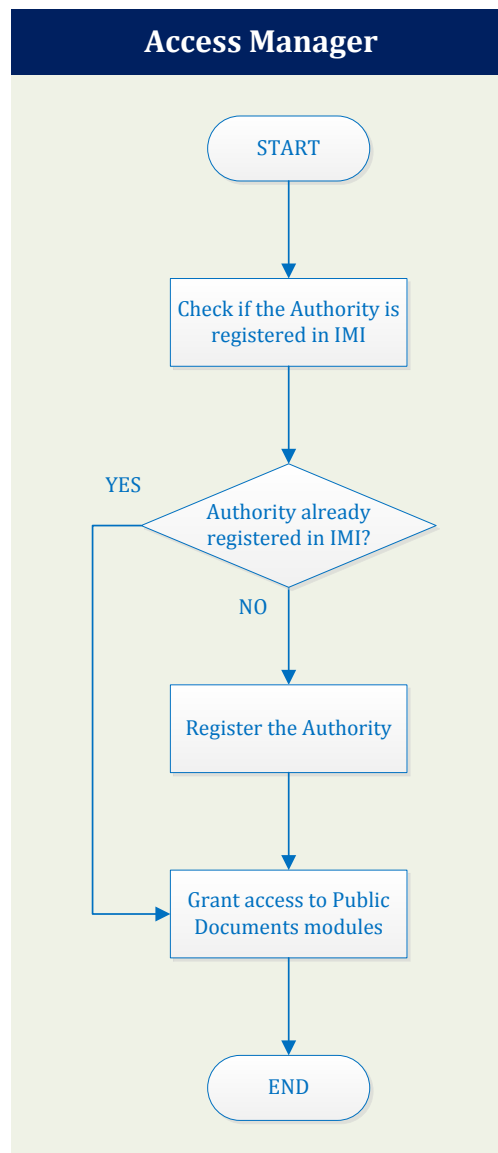 Access Manager
START
Check if the Authority is
registered in IMI
YES
Authority already
registered in IMI?
NO
Register the Authority
Grant access to Public
Documents modules
END